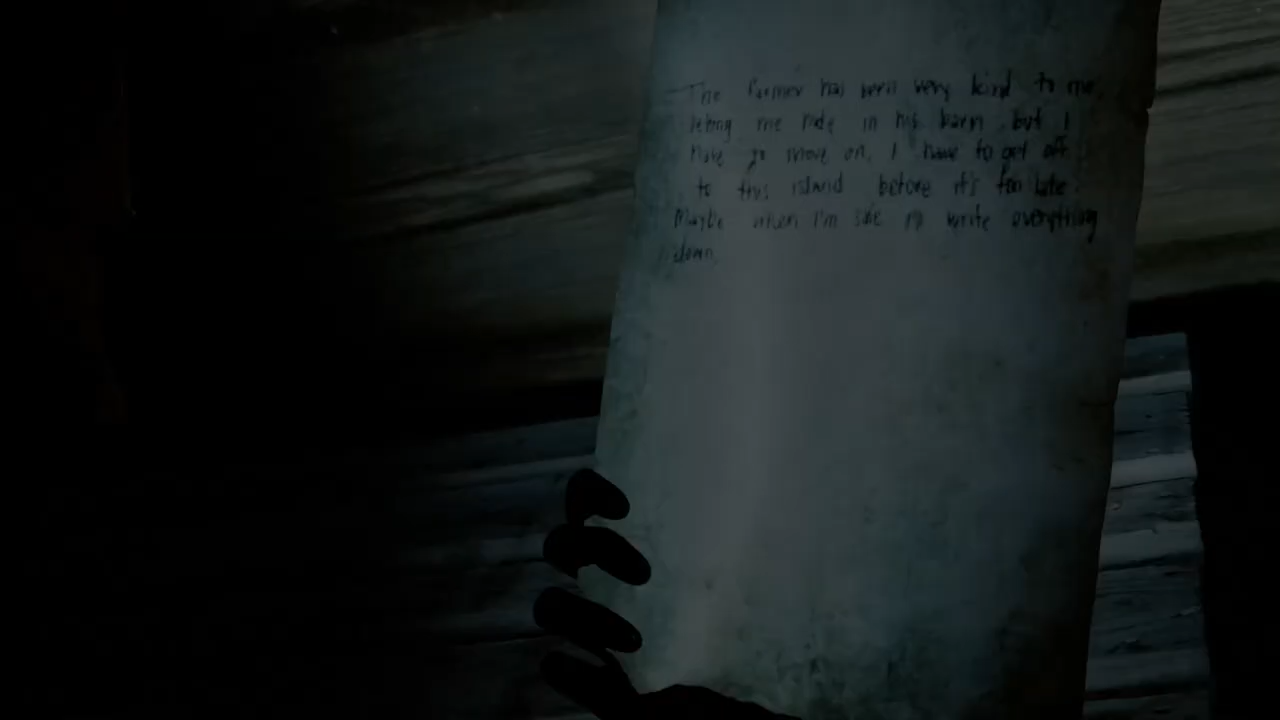 The farmer has been very kind to me,
letting me hide in his barn but I
have to move on. I have to get off
to this island before it's too late.
Maybe when I'm safe I'll write everything
down.